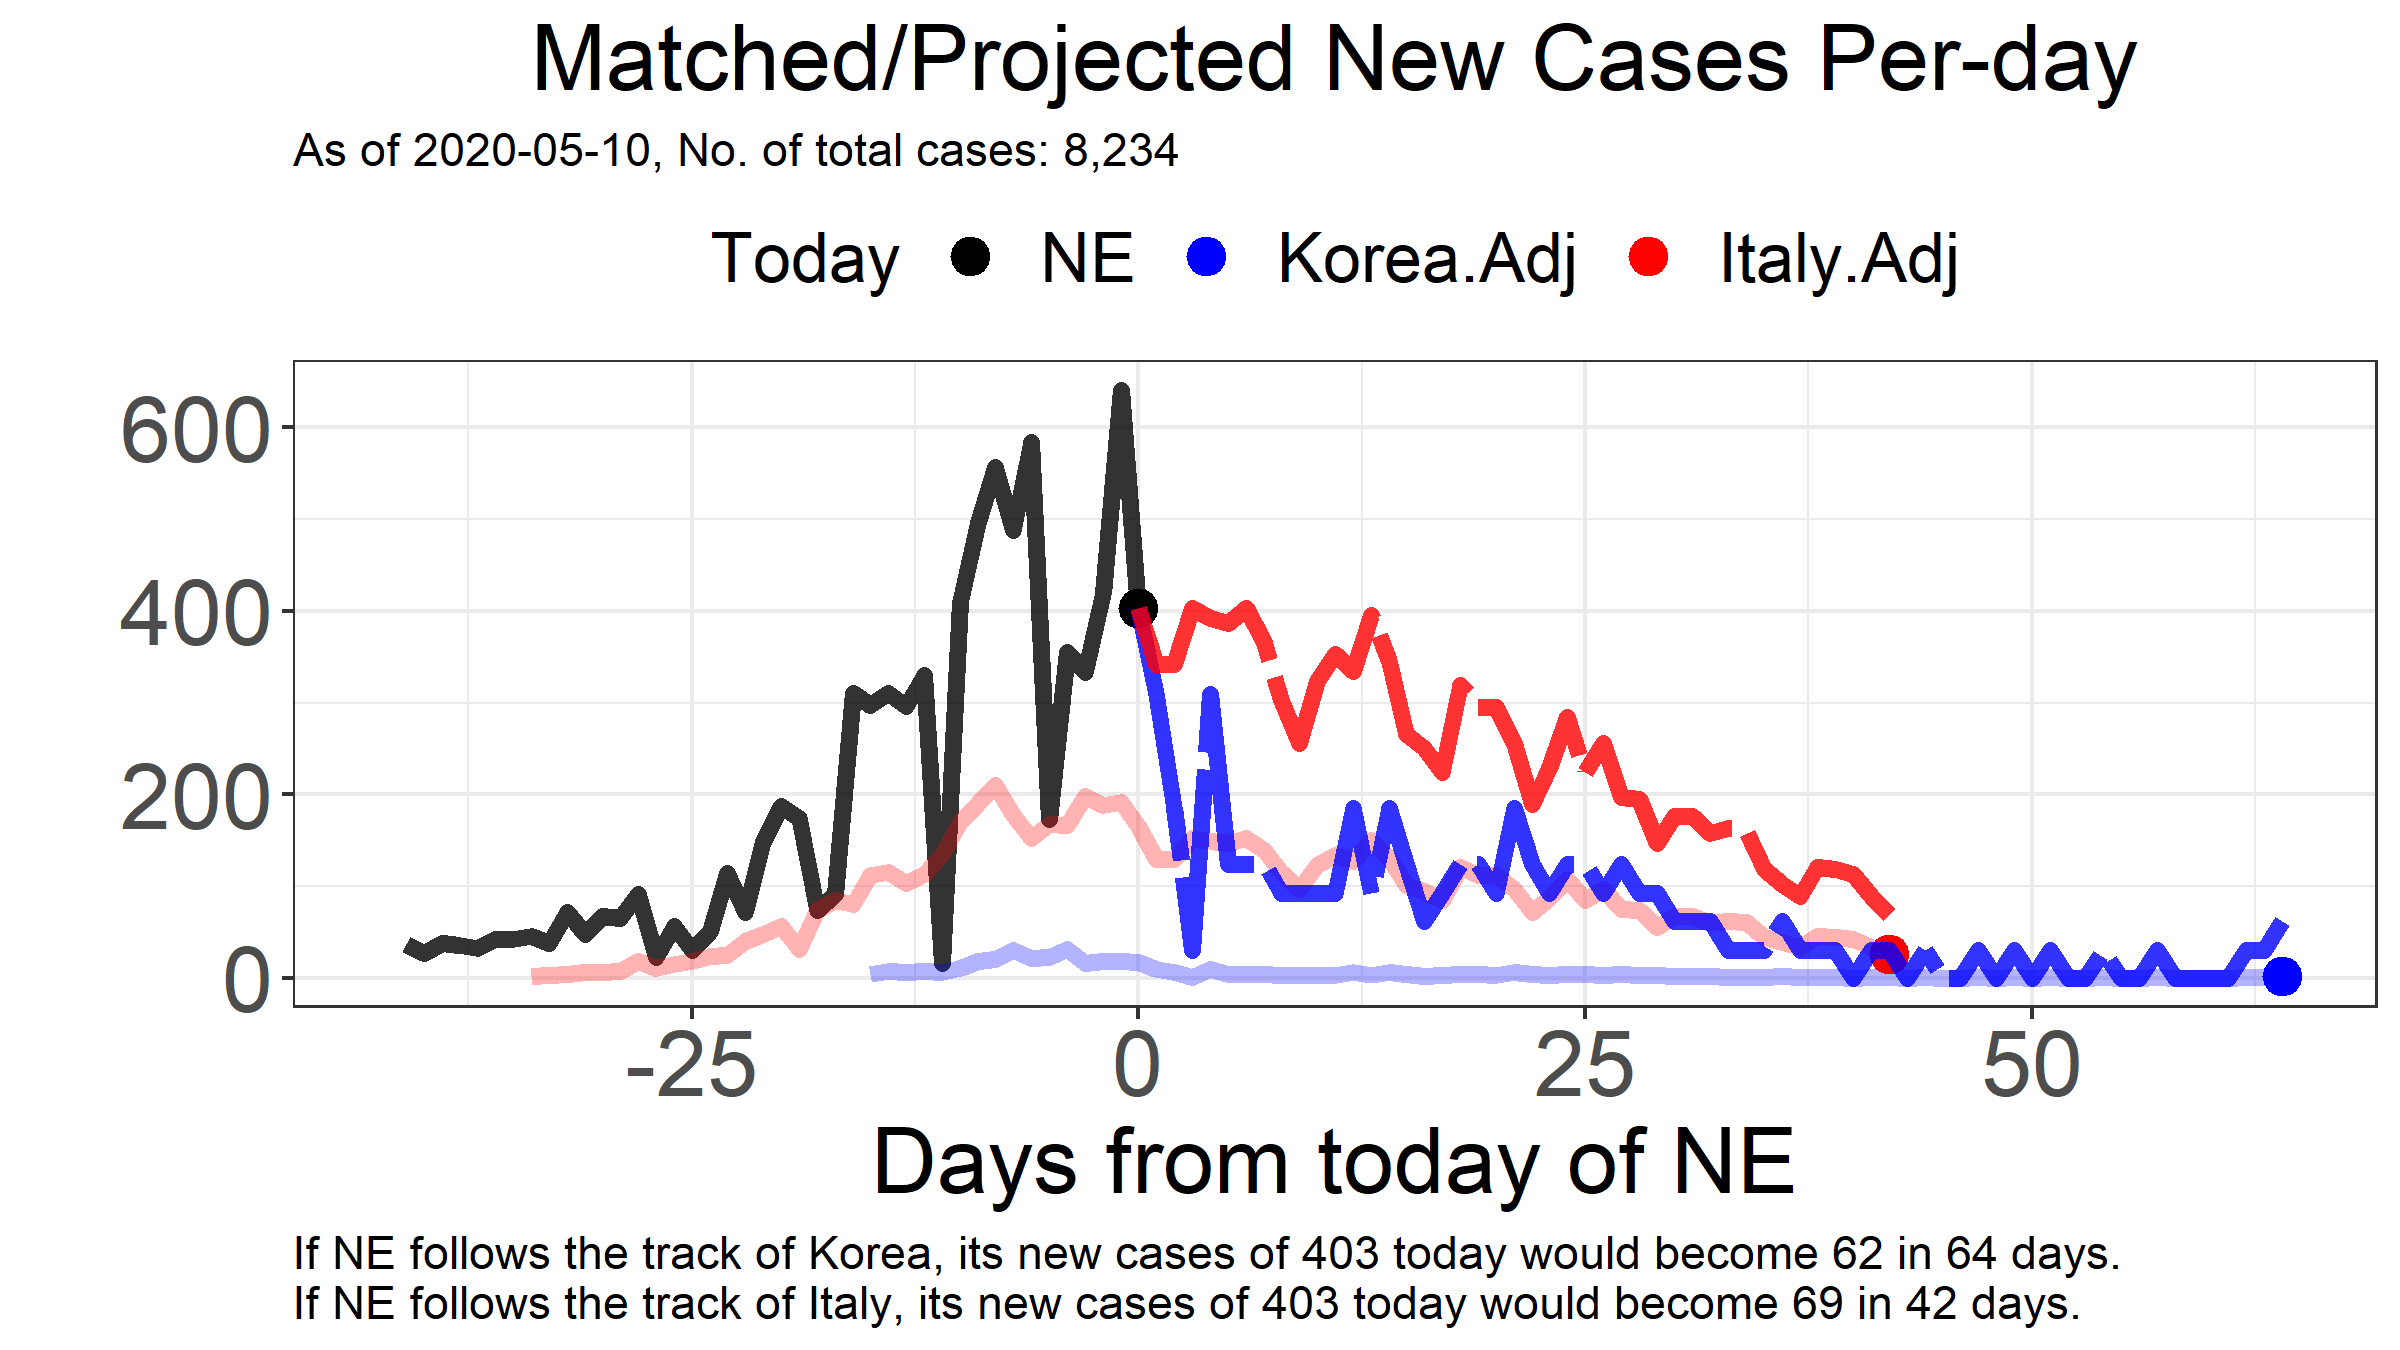 Matched/Projected New Cases Per-day
As of 2020-05-10, No. of total cases: 8,234
Today NE Korea.Adj Italy.Adj
600
400
200
0
-25 0 25 50
Days from today of NE
If NE follows the track of Korea, its new cases of 403 today would become 62 in 64 days.
If NE follows the track of Italy, its new cases of 403 today would become 69 in 42 days.